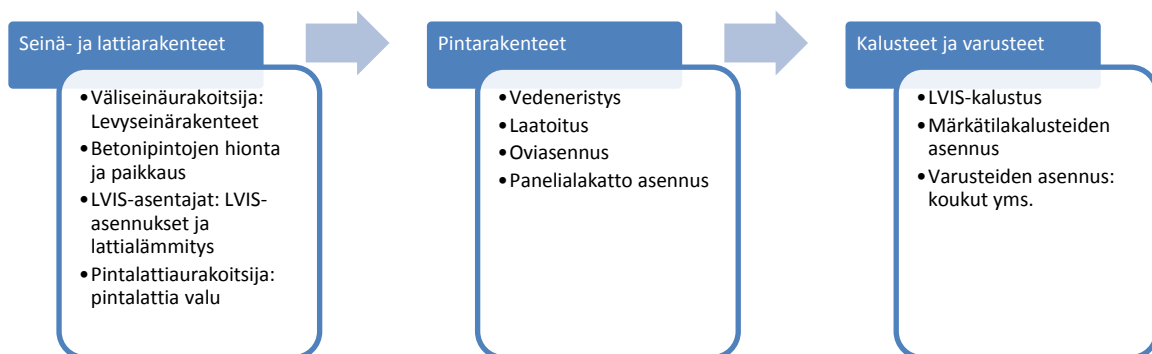 Seinä- ja lattiarakenteet
•Väliseinäurakoitsija:
Levyseinärakenteet
•Betonipintojen hionta
ja paikkaus
•LVIS-asentajat: LVIS-
asennukset ja
lattialämmitys
•Pintalattiaurakoitsija:
pintalattia valu
Pintarakenteet
•Vedeneristys
•Laatoitus
•Oviasennus
•Panelialakatto asennus
Kalusteet ja varusteet
•LVIS-kalustus
•Märkätilakalusteiden
asennus
•Varusteiden asennus:
koukut yms.